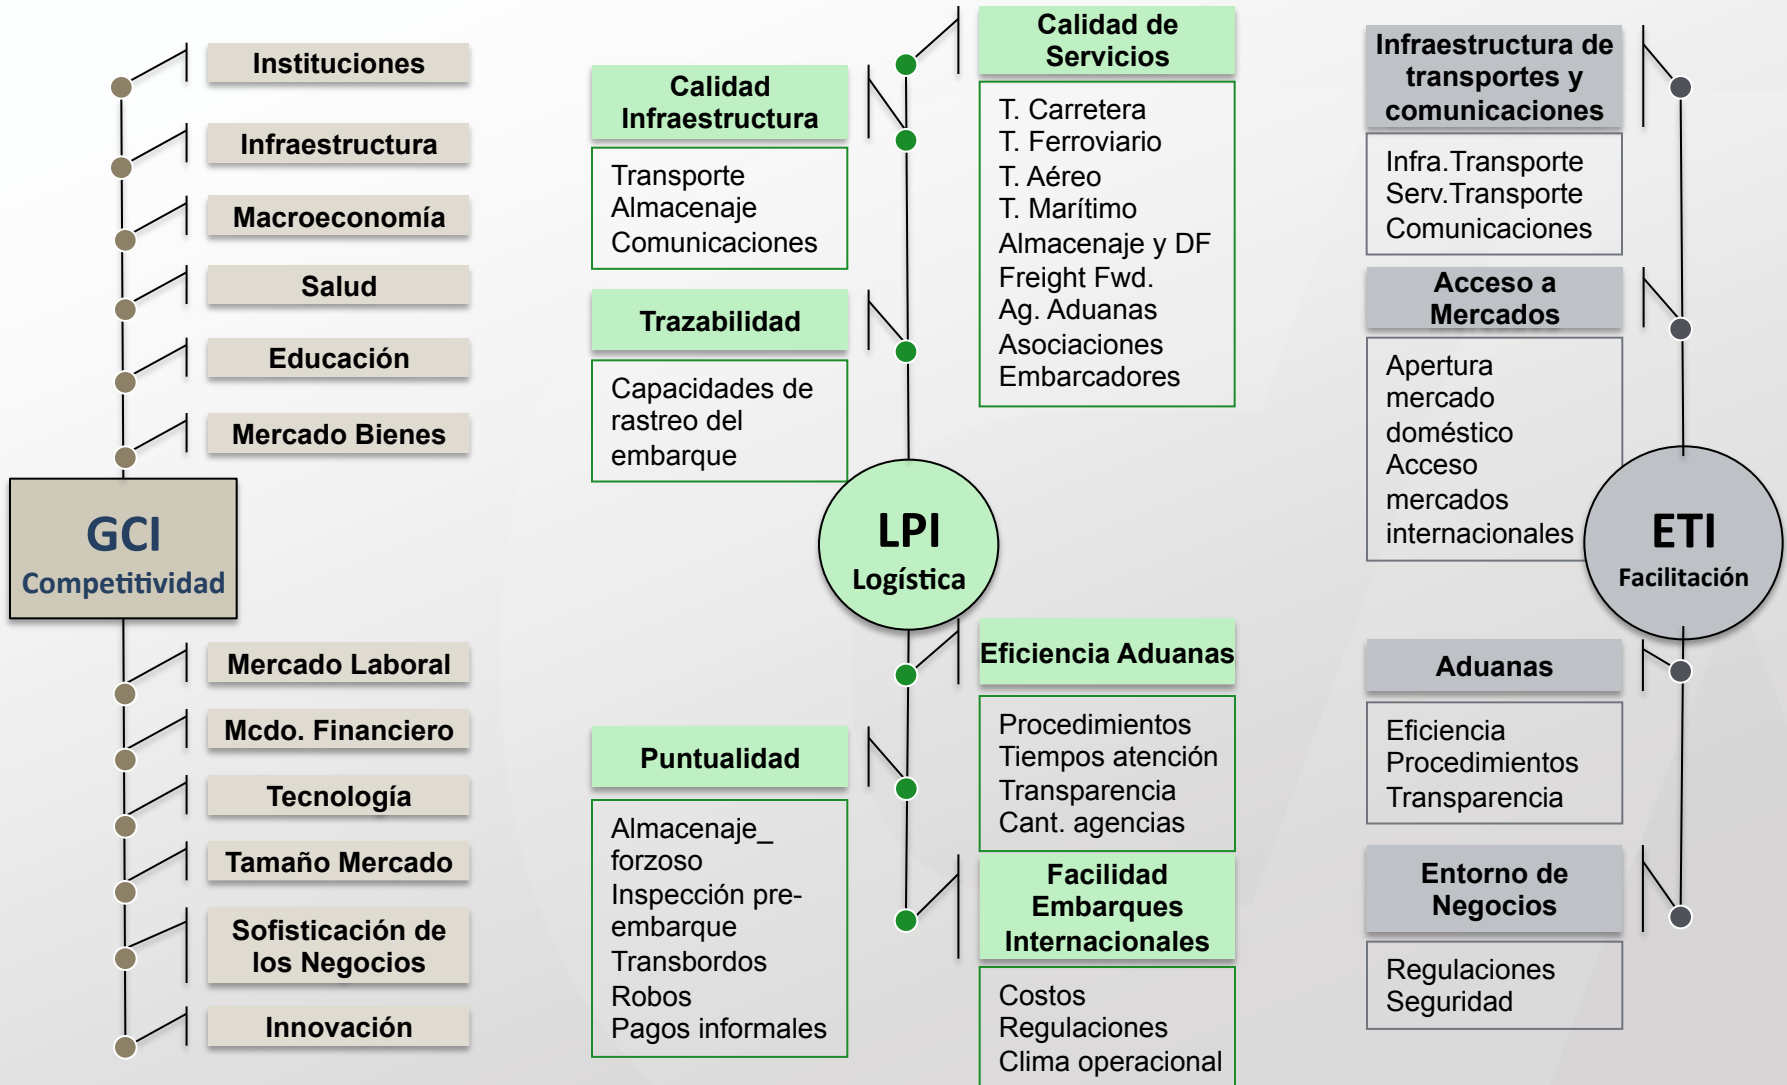 Instituciones
Infraestructura
Macroeconomía
Salud
Educación
Mercado Bienes
GCI
Competitividad
Mercado Laboral
Mcdo. Financiero
Tecnología
Tamaño Mercado
Sofisticación de
los Negocios
Innovación
Calidad
Infraestructura
Transporte
Almacenaje
Comunicaciones
Trazabilidad
Capacidades de
rastreo del
embarque
Calidad de
Servicios
T. Carretera
T. Ferroviario
T. Aéreo
T. Marítimo
Almacenaje y DF
Freight Fwd.
Ag. Aduanas
Asociaciones
Embarcadores
LPI
Logística
Puntualidad
Almacenaje_
forzoso
Inspección pre-
embarque
Transbordos
Robos
Pagos informales
Eficiencia Aduanas
Procedimientos
Tiempos atención
Transparencia
Cant. agencias
Facilidad
Embarques
Internacionales
Costos
Regulaciones
Clima operacional
Infraestructura de
transportes y
comunicaciones
Infra.Transporte
Serv.Transporte
Comunicaciones
Acceso a
Mercados
Apertura
mercado
doméstico
Acceso
mercados
internacionales
ETI
Facilitación
Aduanas
Eficiencia
Procedimientos
Transparencia
Entorno de
Negocios
Regulaciones
Seguridad